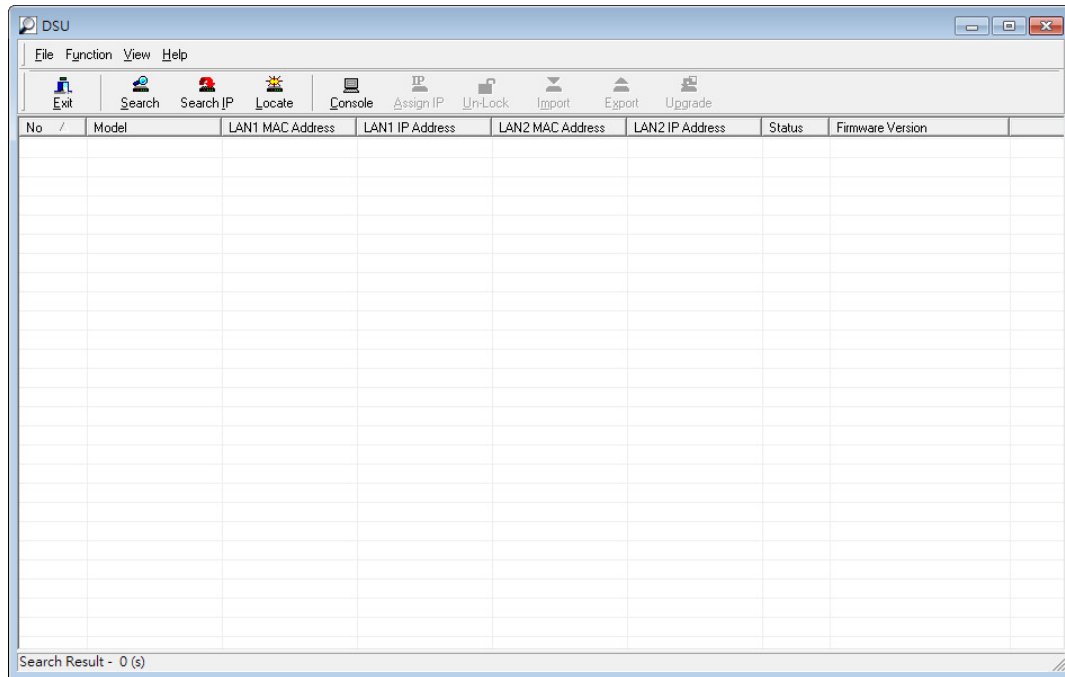 DSU
File Function View Help
Exit Search Search IP Locate Console Assign IP Un-Lock Import Export Upgrade
No / Model LAN1 MAC Address LAN1 IP Address LAN2 MAC Address LAN2 IP Address Status Firmware Version
Search Result - 0 (s)